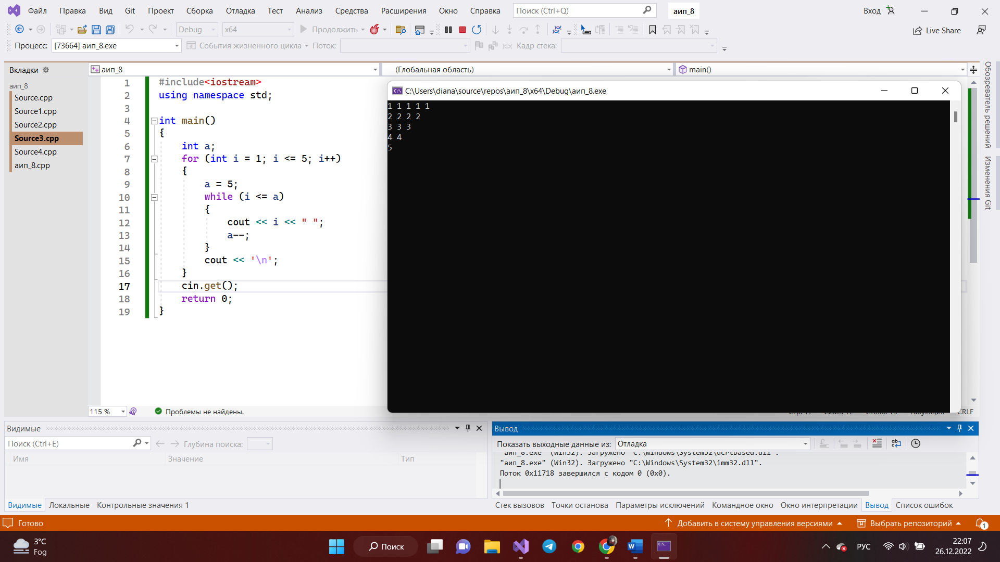 Файл Правка Вид Git Проект Сборка Отладка Тест Анализ Средства Расширения Окно Справка Поиск (Ctrl+Q) аип_8 Вход
Debug x64 Продолжить Live Share
Процесс: [73664] аип_8.exe События жизненного цикла Поток: Кадр стека:
Вкладки
аип_8
Source.cpp
Source1.cpp
Source2.cpp
Source3.cpp
Source4.cpp
аип_8.cpp
аип_8 (Глобальная область) main()
1 #include<iostream>
2 using namespace std;
3
4 int main()
5 {
6 int a;
7 for (int i = 1; i <= 5; i++)
8 {
9 a = 5;
10 while (i <= a)
11 {
12 cout << i << " ";
13 a--;
14 }
15 cout << '\n';
16 }
17 cin.get();
18 return 0;
19 }
C:\Users\diana\source\repos\аип_8\x64\Debug\аип_8.exe
1 1 1 1 1
2 2 2 2
3 3 3
4 4
5
Обозреватель решений
Изменения Git
115 % Проблемы не найдены. CRLF
Видимые
Поиск (Ctrl+E) Глубина поиска:
Имя Значение Тип
Видимые Локальные Контрольные значения 1
Вывод
Показать выходные данные из: Отладка
"аип_8.exe" (Win32). Загружено "C:\Windows\System32\ucrtbased.dll".
"аип_8.exe" (Win32). Загружено "C:\Windows\System32\imm32.dll".
Поток 0x11718 завершился с кодом 0 (0x0).
Стек вызовов Точки останова Параметры исключений Командное окно Окно интерпретации Вывод Список ошибок
Готово Добавить в систему управления версиями Выбрать репозиторий 1
3°C
Fog
Поиск
РУС
22:07
26.12.2022